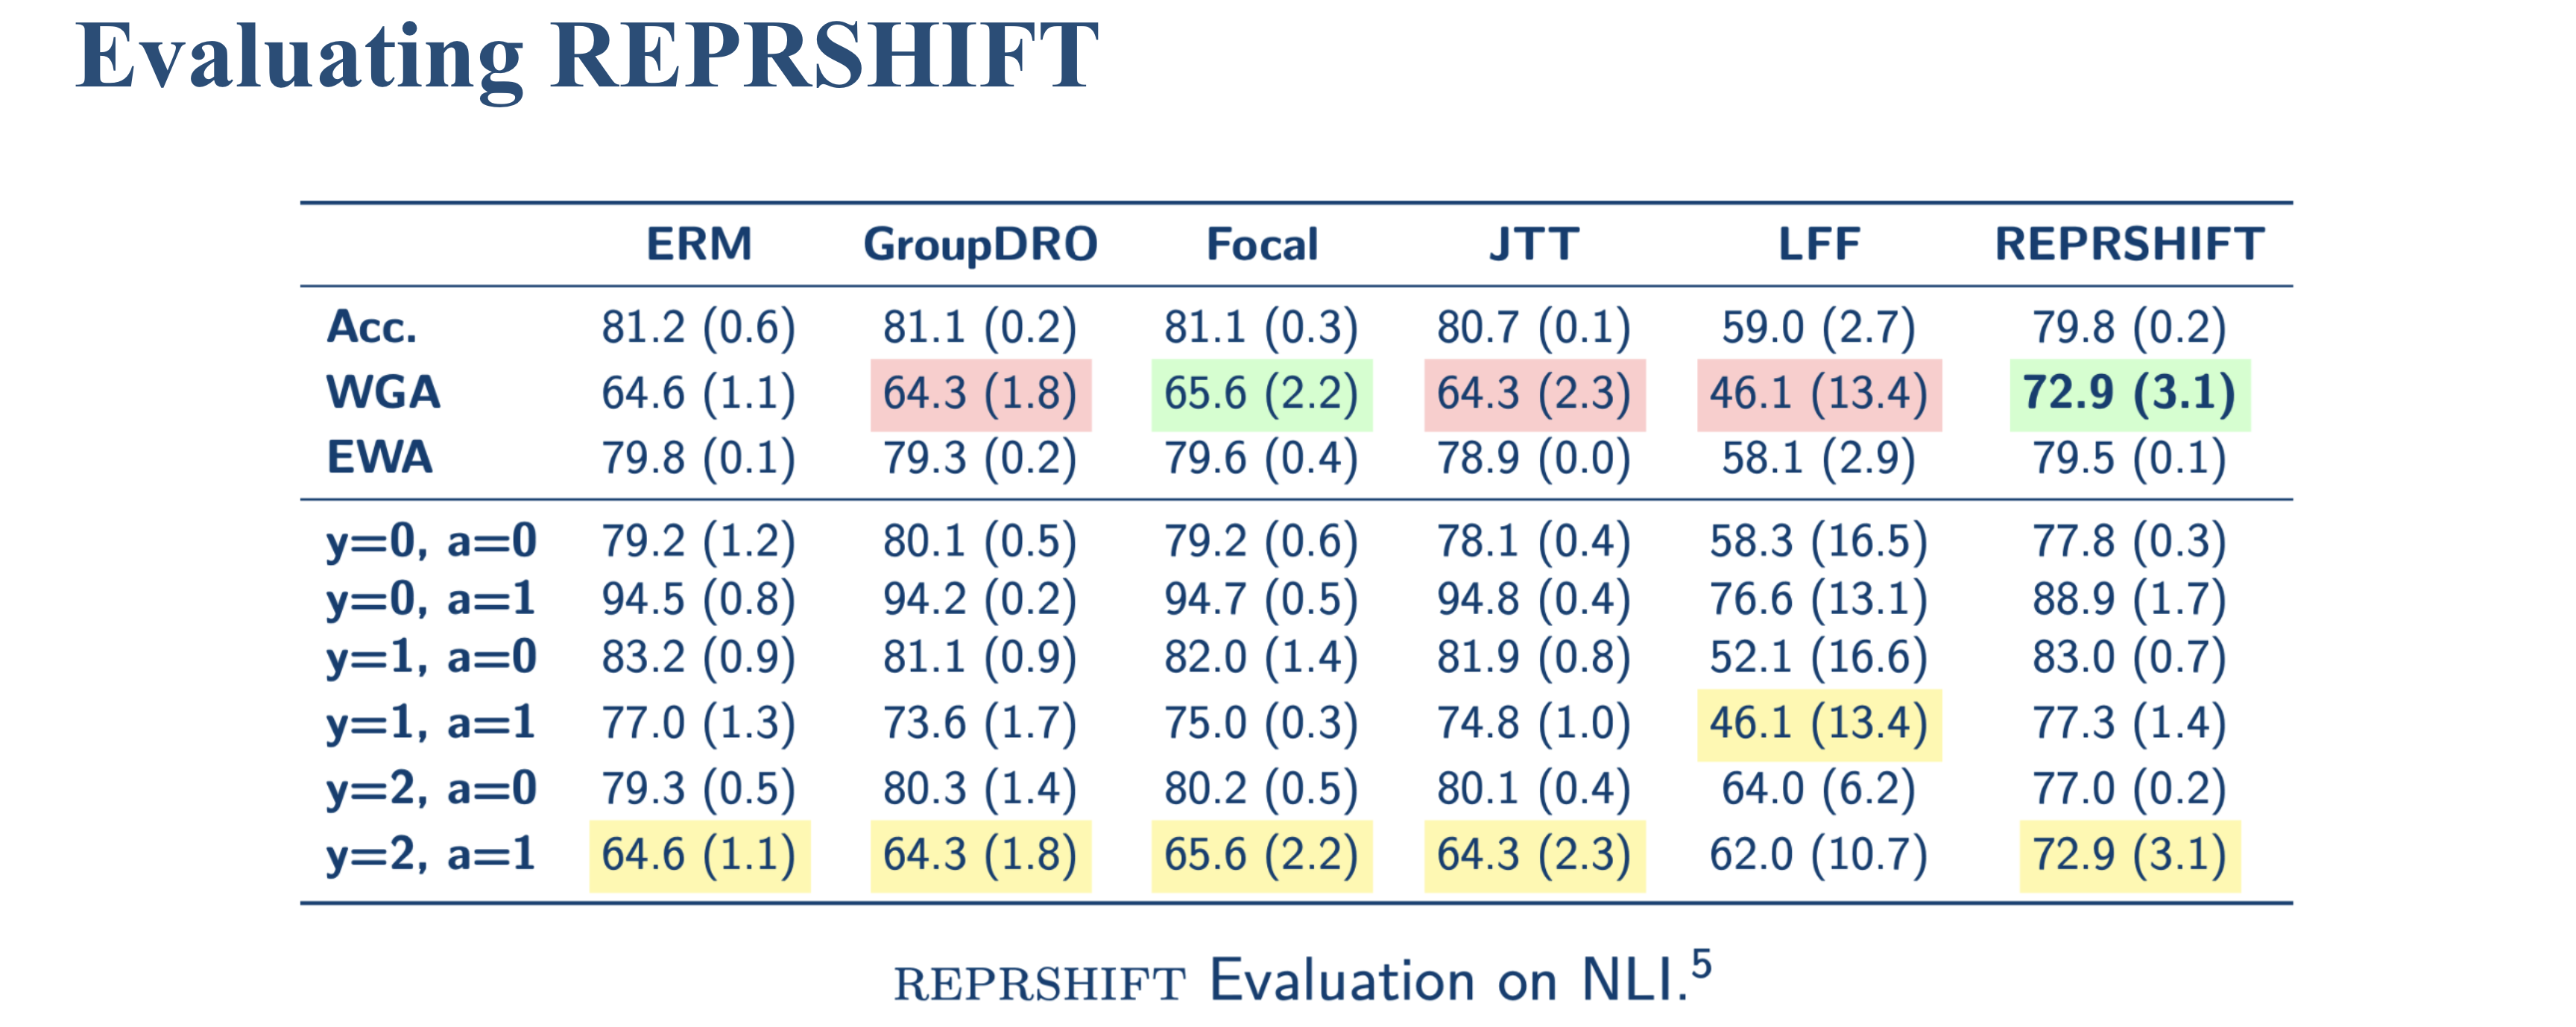 Evaluating REPRSHIFT
ERM GroupDRO Focal JTT LFF REPRSHIFT
Acc. 81.2 (0.6) 81.1 (0.2) 81.1 (0.3) 80.7 (0.1) 59.0 (2.7) 79.8 (0.2)
WGA 64.6 (1.1) 64.3 (1.8) 65.6 (2.2) 64.3 (2.3) 46.1 (13.4) 72.9 (3.1)
EWA 79.8 (0.1) 79.3 (0.2) 79.6 (0.4) 78.9 (0.0) 58.1 (2.9) 79.5 (0.1)
y=0, a=0 79.2 (1.2) 80.1 (0.5) 79.2 (0.6) 78.1 (0.4) 58.3 (16.5) 77.8 (0.3)
y=0, a=1 94.5 (0.8) 94.2 (0.2) 94.7 (0.5) 94.8 (0.4) 76.6 (13.1) 88.9 (1.7)
y=1, a=0 83.2 (0.9) 81.1 (0.9) 82.0 (1.4) 81.9 (0.8) 52.1 (16.6) 83.0 (0.7)
y=1, a=1 77.0 (1.3) 73.6 (1.7) 75.0 (0.3) 74.8 (1.0) 46.1 (13.4) 77.3 (1.4)
y=2, a=0 79.3 (0.5) 80.3 (1.4) 80.2 (0.5) 80.1 (0.4) 64.0 (6.2) 77.0 (0.2)
y=2, a=1 64.6 (1.1) 64.3 (1.8) 65.6 (2.2) 64.3 (2.3) 62.0 (10.7) 72.9 (3.1)
REPRSHIFT Evaluation on NLI.⁵